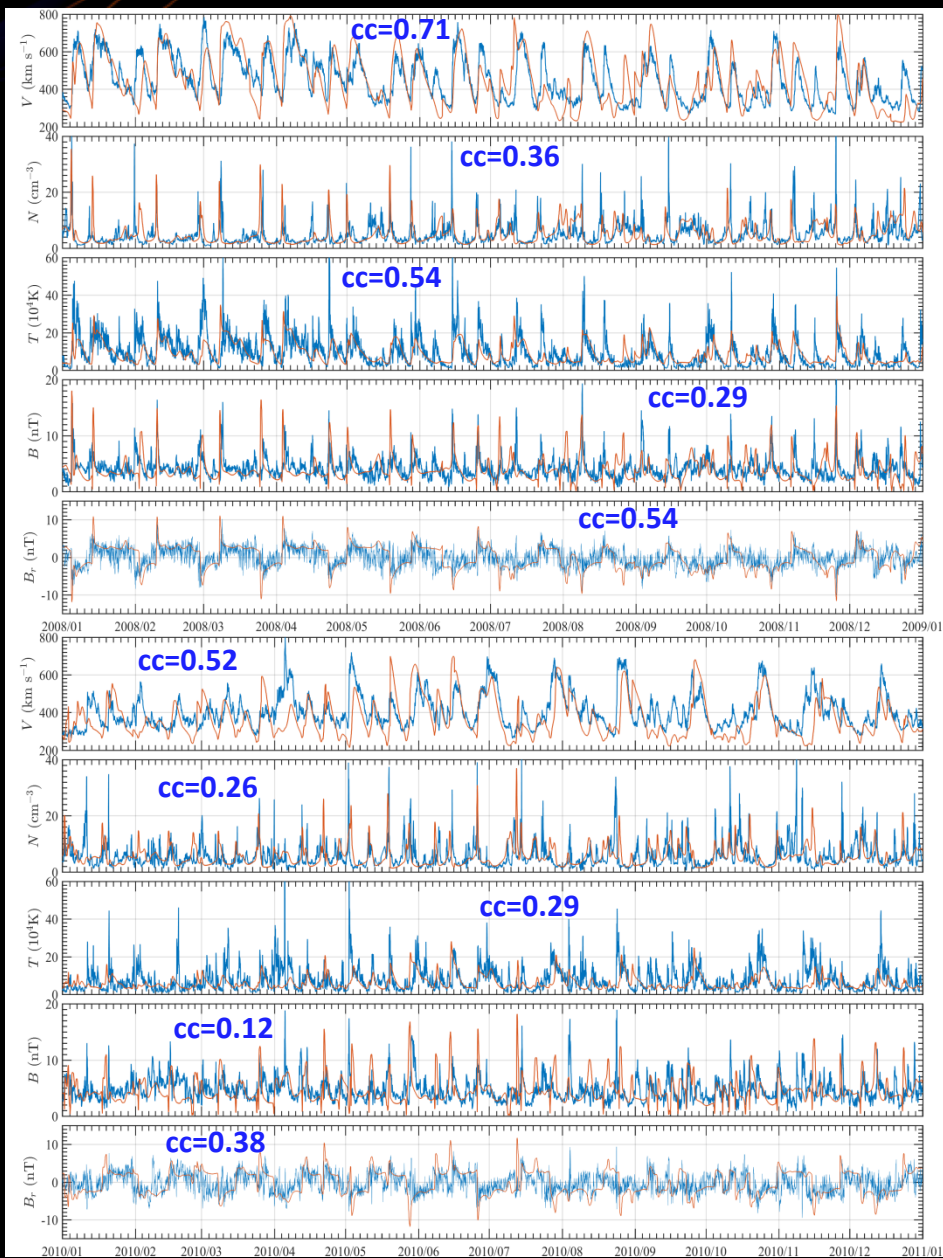 800
600
400
200
V (km s⁻¹)
cc=0.71
40
20
0
N (cm⁻³)
cc=0.36
60
40
20
0
T (10⁴K)
cc=0.54
20
10
0
B (nT)
cc=0.29
10
0
-10
Bᵣ (nT)
cc=0.54
2008/01 2008/02 2008/03 2008/04 2008/05 2008/06 2008/07 2008/08 2008/09 2008/10 2008/11 2008/12 2009/01
800
600
400
200
V (km s⁻¹)
cc=0.52
40
20
0
N (cm⁻³)
cc=0.26
60
40
20
0
T (10⁴K)
cc=0.29
20
10
0
B (nT)
cc=0.12
10
0
-10
Bᵣ (nT)
cc=0.38
2010/01 2010/02 2010/03 2010/04 2010/05 2010/06 2010/07 2010/08 2010/09 2010/10 2010/11 2010/12 2011/01